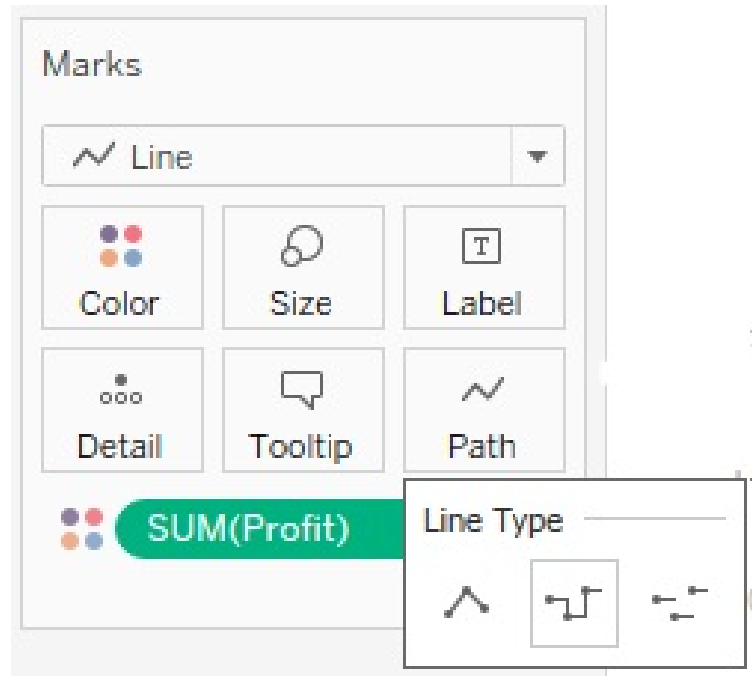 Marks
Line
Color Size Label
T
Detail Tooltip Path
SUM(Profit)
Line Type